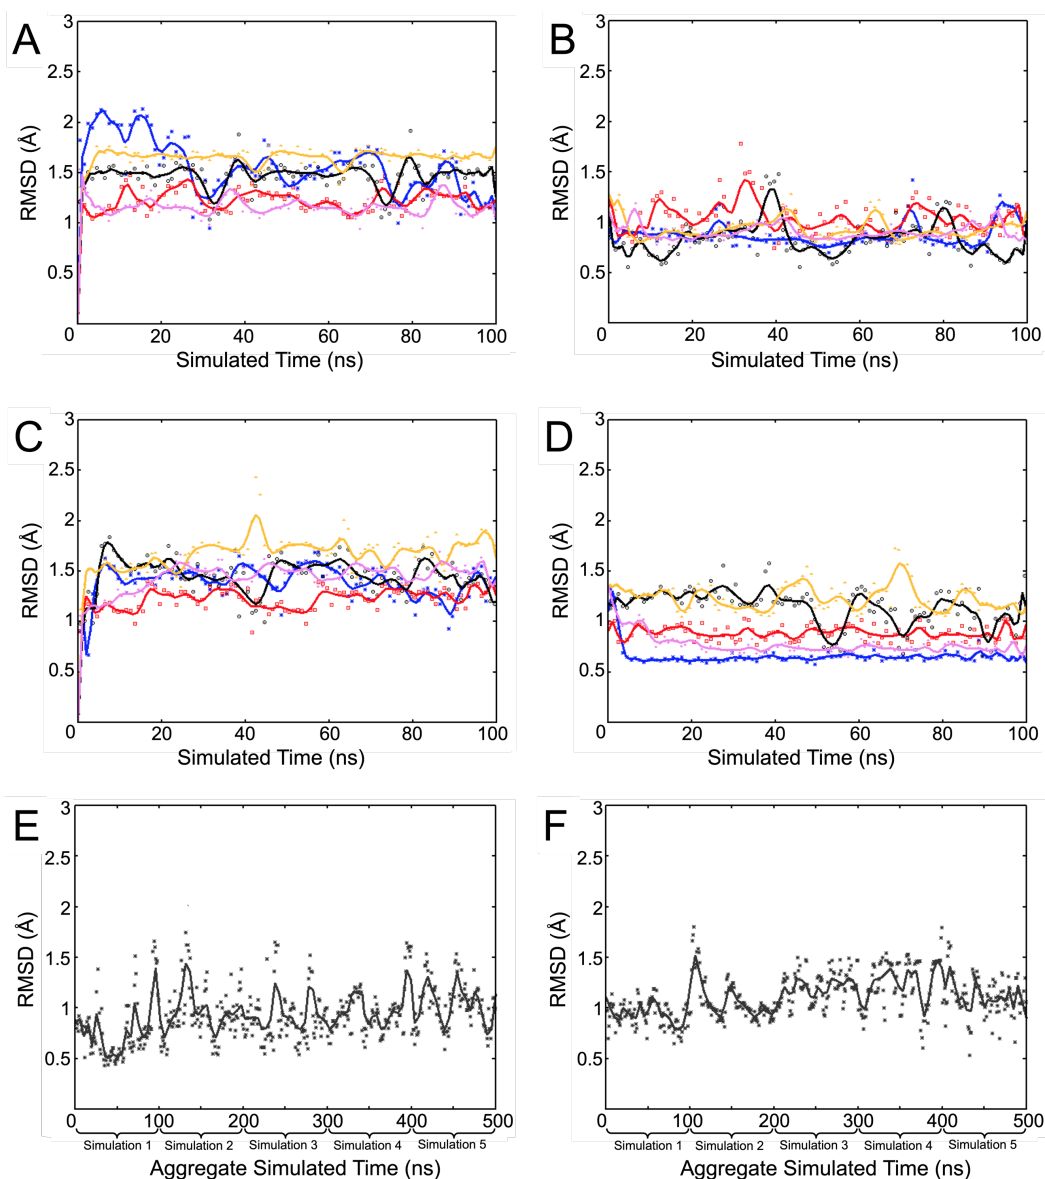 A
3
2.5
2
1.5
1
0.5
0
20
40
60
80
100
RMSD (Å)
Simulated Time (ns)
B
3
2.5
2
1.5
1
0.5
0
20
40
60
80
100
RMSD (Å)
Simulated Time (ns)
C
3
2.5
2
1.5
1
0.5
0
20
40
60
80
100
RMSD (Å)
Simulated Time (ns)
D
3
2.5
2
1.5
1
0.5
0
20
40
60
80
100
RMSD (Å)
Simulated Time (ns)
E
3
2.5
2
1.5
1
0.5
0
100
200
300
400
500
RMSD (Å)
Simulation 1
Simulation 2
Simulation 3
Simulation 4
Simulation 5
Aggregate Simulated Time (ns)
F
3
2.5
2
1.5
1
0.5
0
100
200
300
400
500
RMSD (Å)
Simulation 1
Simulation 2
Simulation 3
Simulation 4
Simulation 5
Aggregate Simulated Time (ns)